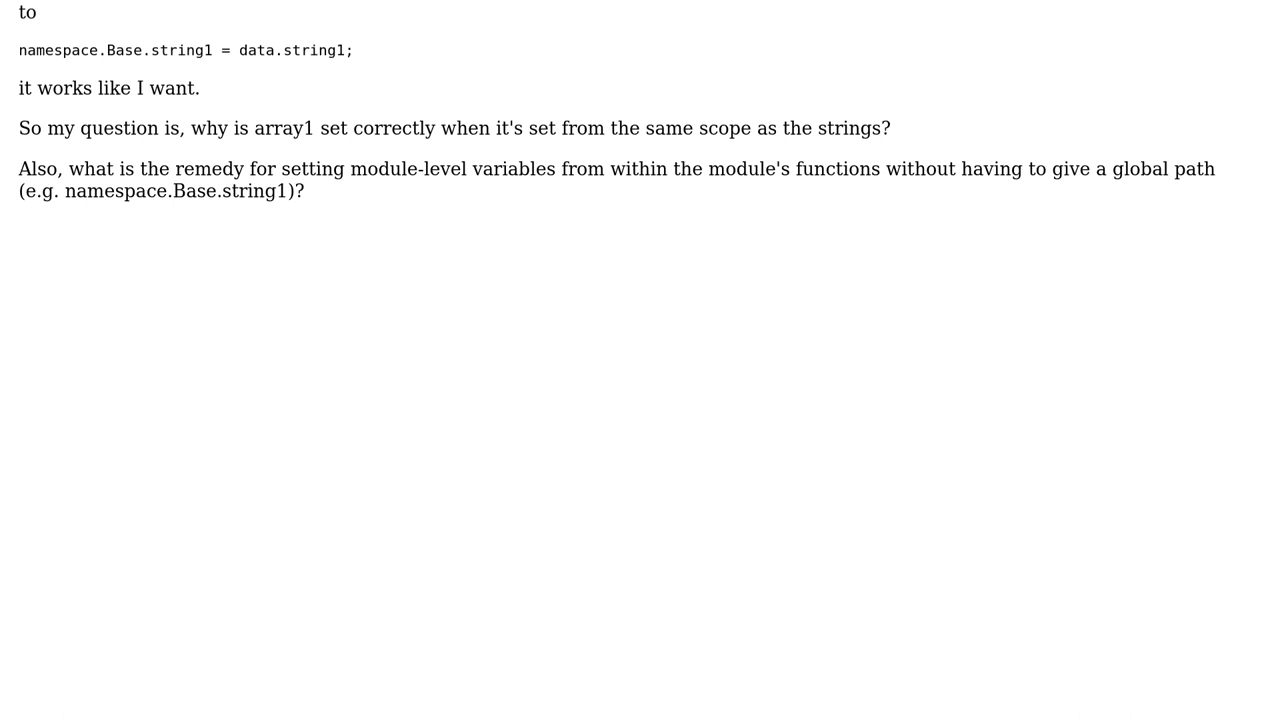 to
namespace.Base.string1 = data.string1;
it works like I want.
So my question is, why is array1 set correctly when it's set from the same scope as the strings?
Also, what is the remedy for setting module-level variables from within the module's functions without having to give a global path
(e.g. namespace.Base.string1)?